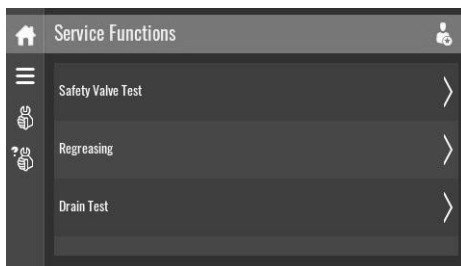 Service Functions
Safety Valve Test
?
Regreasing
Drain Test